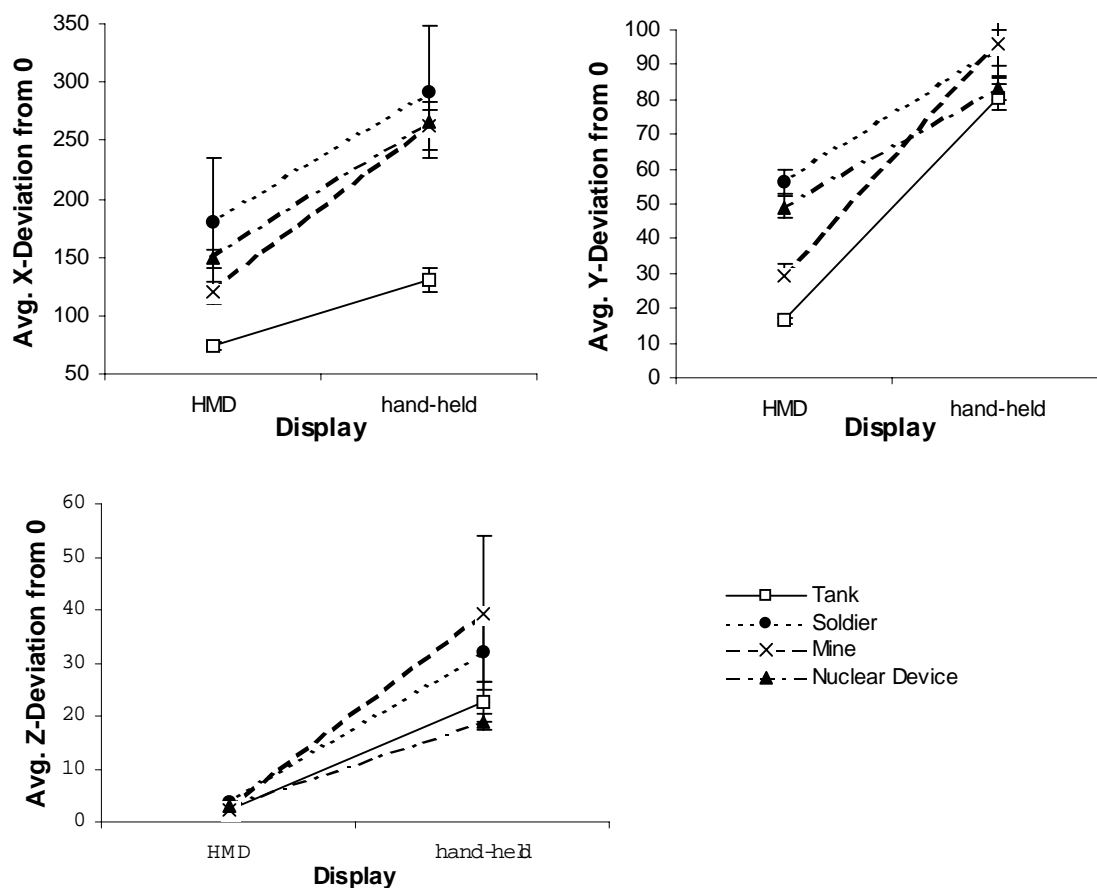 Avg. X-Deviation from 0
350
300
250
200
150
100
50
HMD
hand-held
Display
Avg. Y-Deviation from 0
100
90
80
70
60
50
40
30
20
10
0
HMD
hand-held
Display
Avg. Z-Deviation from 0
60
50
40
30
20
10
0
HMD
hand-held
Display
Tank
Soldier
Mine
Nuclear Device